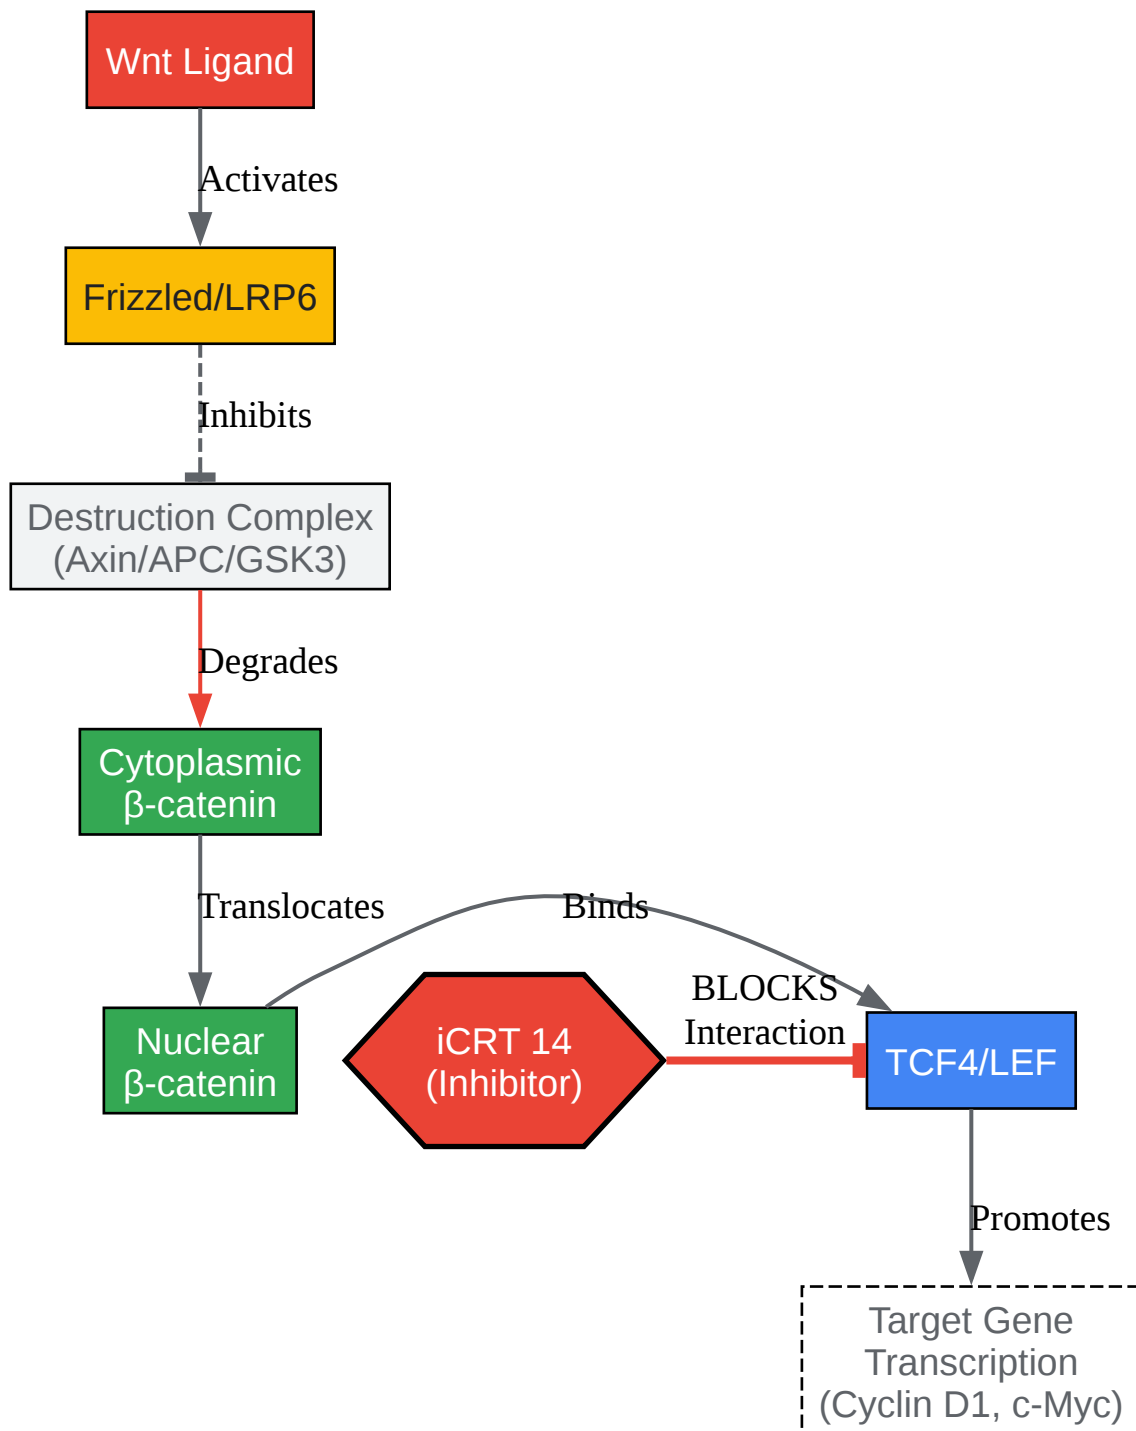 Wnt Ligand
Activates
Frizzled/LRP6
Inhibits
Destruction Complex
(Axin/APC/GSK3)
Degrades
Cytoplasmic
β-catenin
Translocates
Binds
Nuclear
β-catenin
iCRT 14
(Inhibitor)
BLOCKS
Interaction
TCF4/LEF
Promotes
Target Gene
Transcription
(Cyclin D1, c-Myc)